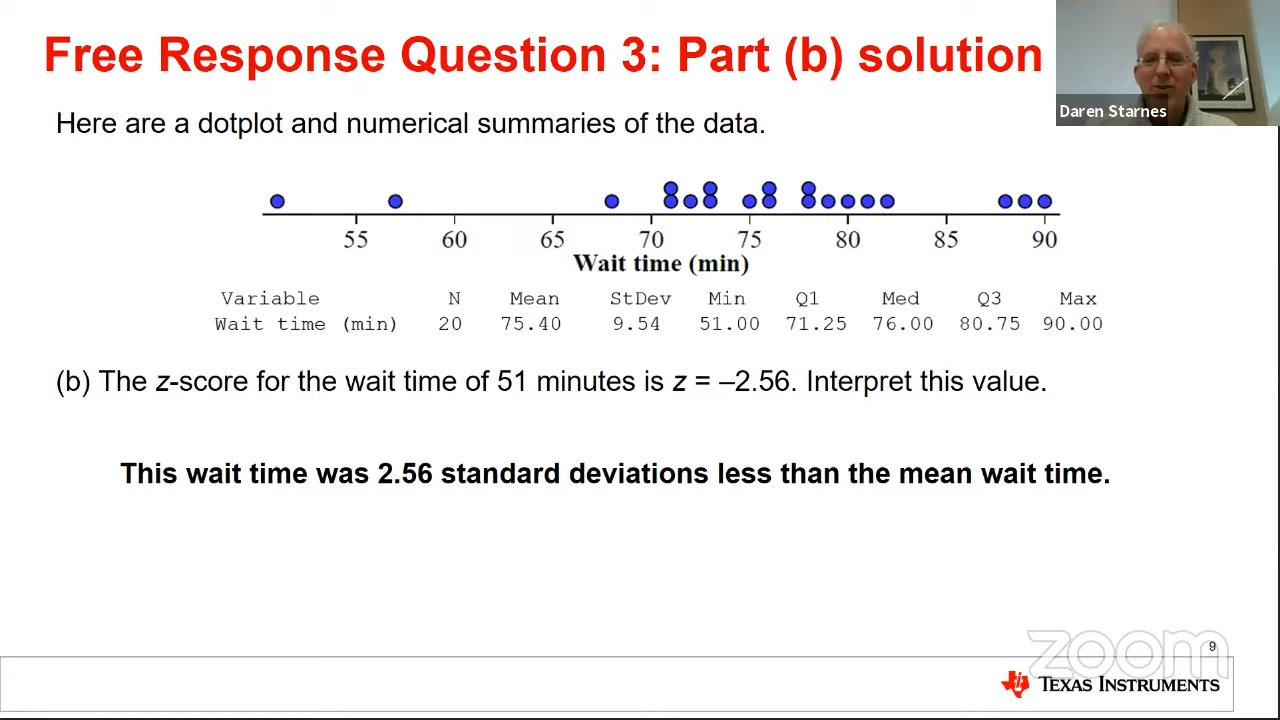 Free Response Question 3: Part (b) solution
Daren Starnes
Here are a dotplot and numerical summaries of the data.
55 60 65 70 75 80 85 90
Wait time (min)
Variable N Mean StDev Min Q1 Med Q3 Max
Wait time (min) 20 75.40 9.54 51.00 71.25 76.00 80.75 90.00
(b) The z-score for the wait time of 51 minutes is z = –2.56. Interpret this value.
This wait time was 2.56 standard deviations less than the mean wait time.
zoom
9
TEXAS INSTRUMENTS